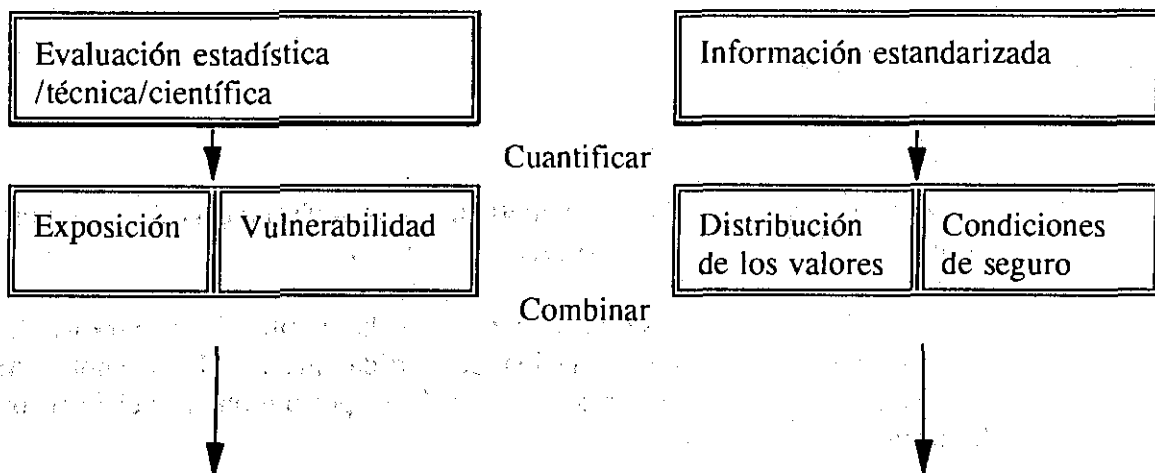 Evaluación estadística
/técnica/científica
Información estandarizada
Cuantificar
Exposición
Vulnerabilidad
Distribución
de los valores
Condiciones
de seguro
Combinar